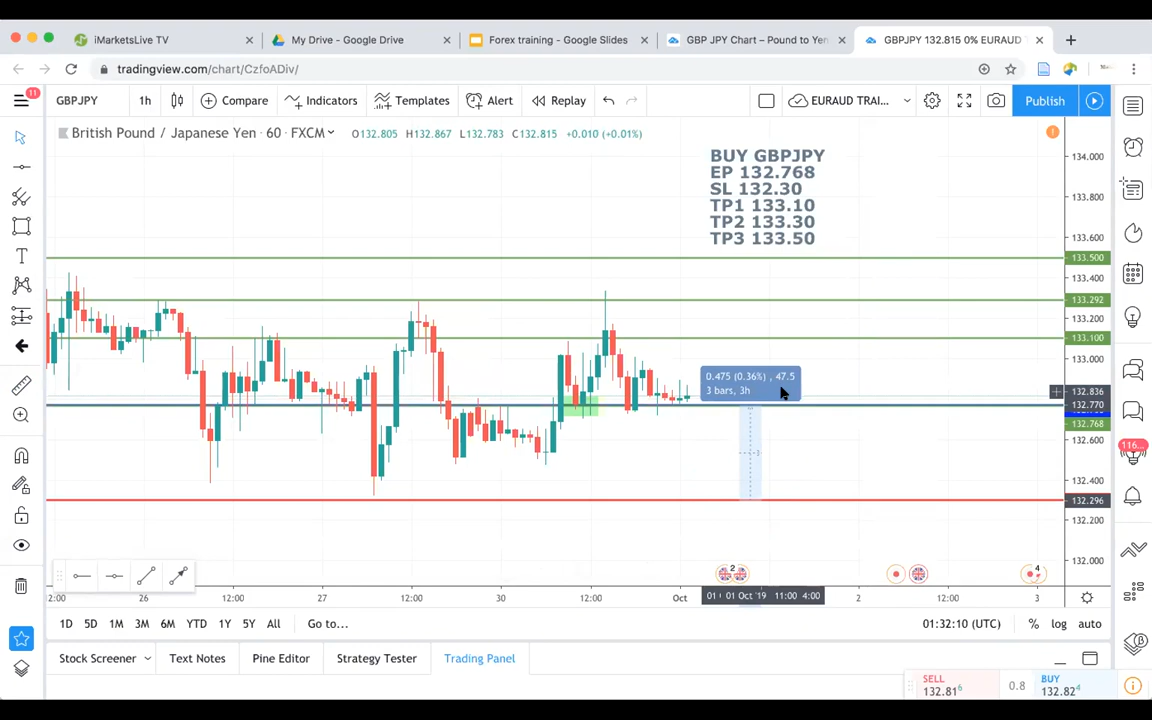 iMarketsLive TV
My Drive - Google Drive
Forex training - Google Slides
GBP JPY Chart – Pound to Yen
GBPJPY 132.815 0% EURAUD
tradingview.com/chart/CzfoADiv/
11
GBPJPY
1h
Compare
Indicators
Templates
Alert
Replay
EURAUD TRAI...
Publish
British Pound / Japanese Yen · 60 · FXCM
O132.805 H132.867 L132.783 C132.815 +0.010 (+0.01%)
BUY GBPJPY
EP 132.768
SL 132.30
TP1 133.10
TP2 133.30
TP3 133.50
134.000
133.800
133.600
133.500
133.400
133.292
133.200
133.100
133.000
132.836
132.770
132.768
132.600
132.400
132.296
132.200
132.000
0.475 (0.36%) , 47.5
3 bars, 3h
116...
2
4
2:00
26
12:00
27
12:00
30
12:00
Oct
01 Oct '19
11:00
4:00
2
12:00
3
1D
5D
1M
3M
6M
YTD
1Y
5Y
All
Go to...
01:32:10 (UTC)
%
log
auto
Stock Screener
Text Notes
Pine Editor
Strategy Tester
Trading Panel
SELL
132.816
0.8
BUY
132.824